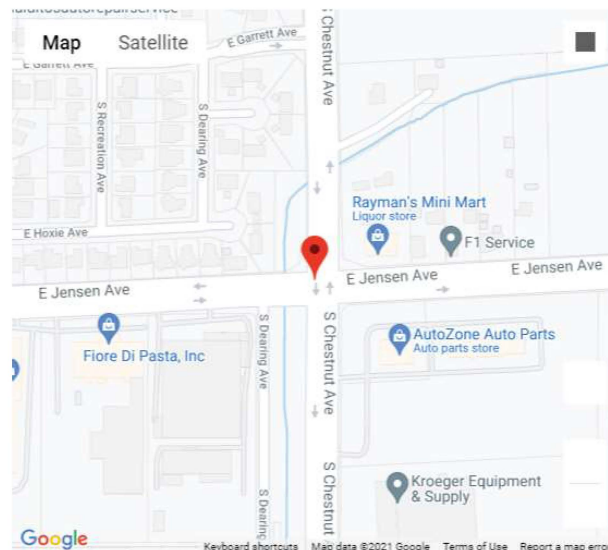 Map
Satellite
E Garrett Ave
E Garrett Ave
S Chestnut Ave
S Recreation Ave
S Dearing Ave
Rayman's Mini Mart
Liquor store
E Hoxie Ave
F1 Service
E Jensen Ave
E Jensen Ave
E Jensen Ave
S Dearing Ave
S Chestnut Ave
AutoZone Auto Parts
Auto parts store
Fiore Di Pasta, Inc
Kroeger Equipment
& Supply
S Chestnut
S Dearing
Google
Keyboard shortcuts
Map data ©2021 Google
Terms of Use
Report a map erro